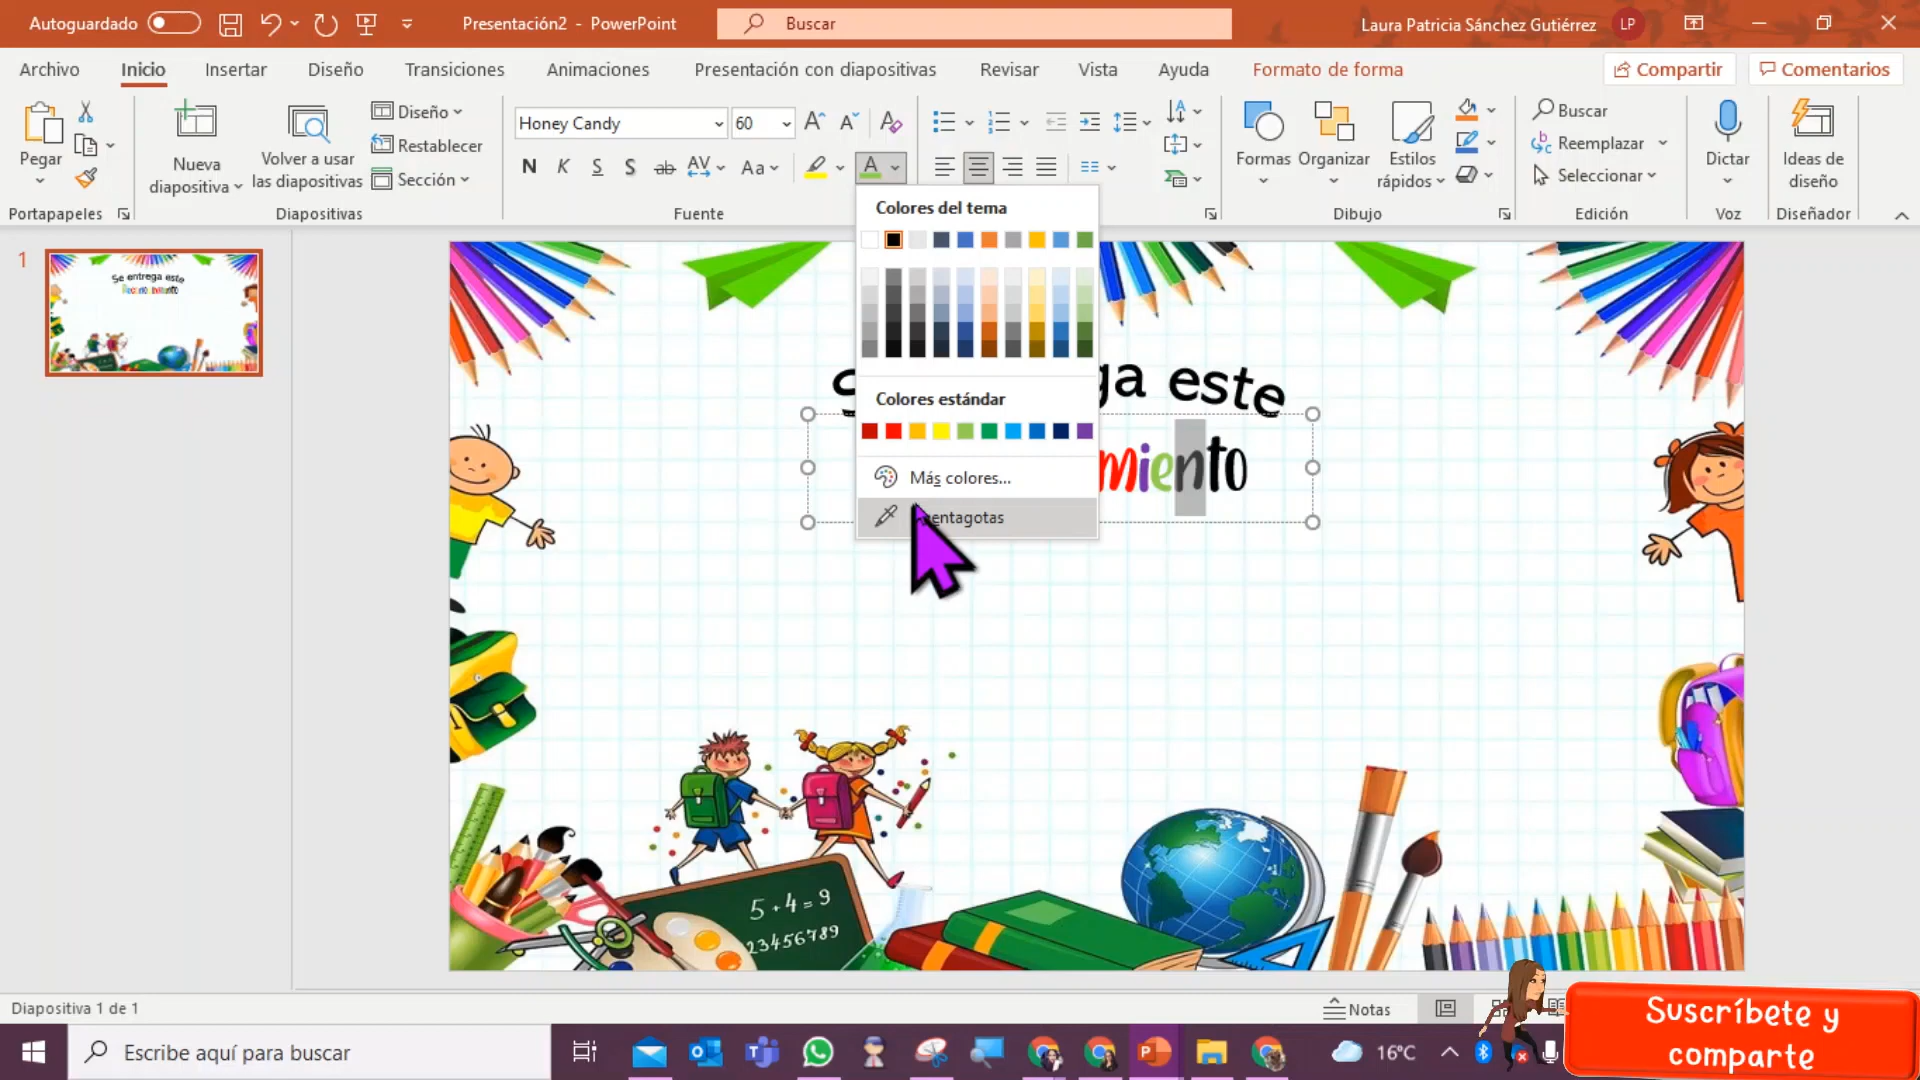 Autoguardado
Presentación2 - PowerPoint
Buscar
Laura Patricia Sánchez Gutiérrez
LP
Archivo Inicio Insertar Diseño Transiciones Animaciones Presentación con diapositivas Revisar Vista Ayuda Formato de forma
Compartir
Comentarios
Pegar
Nueva
diapositiva
Volver a usar
las diapositivas
Diseño
Restablecer
Sección
Honey Candy
60
N K S S ab AV Aa
A
Formas
Organizar
Estilos
rápidos
Buscar
Reemplazar
Seleccionar
Dictar
Ideas de
diseño
Portapapeles
Diapositivas
Fuente
Dibujo
Edición
Voz
Diseñador
Colores del tema
Colores estándar
Más colores...
1
Se entrega este
Reconocimiento
este
miento
5+4=9
23456789
Diapositiva 1 de 1
Notas
Escribe aquí para buscar
16°C
Suscríbete y
comparte